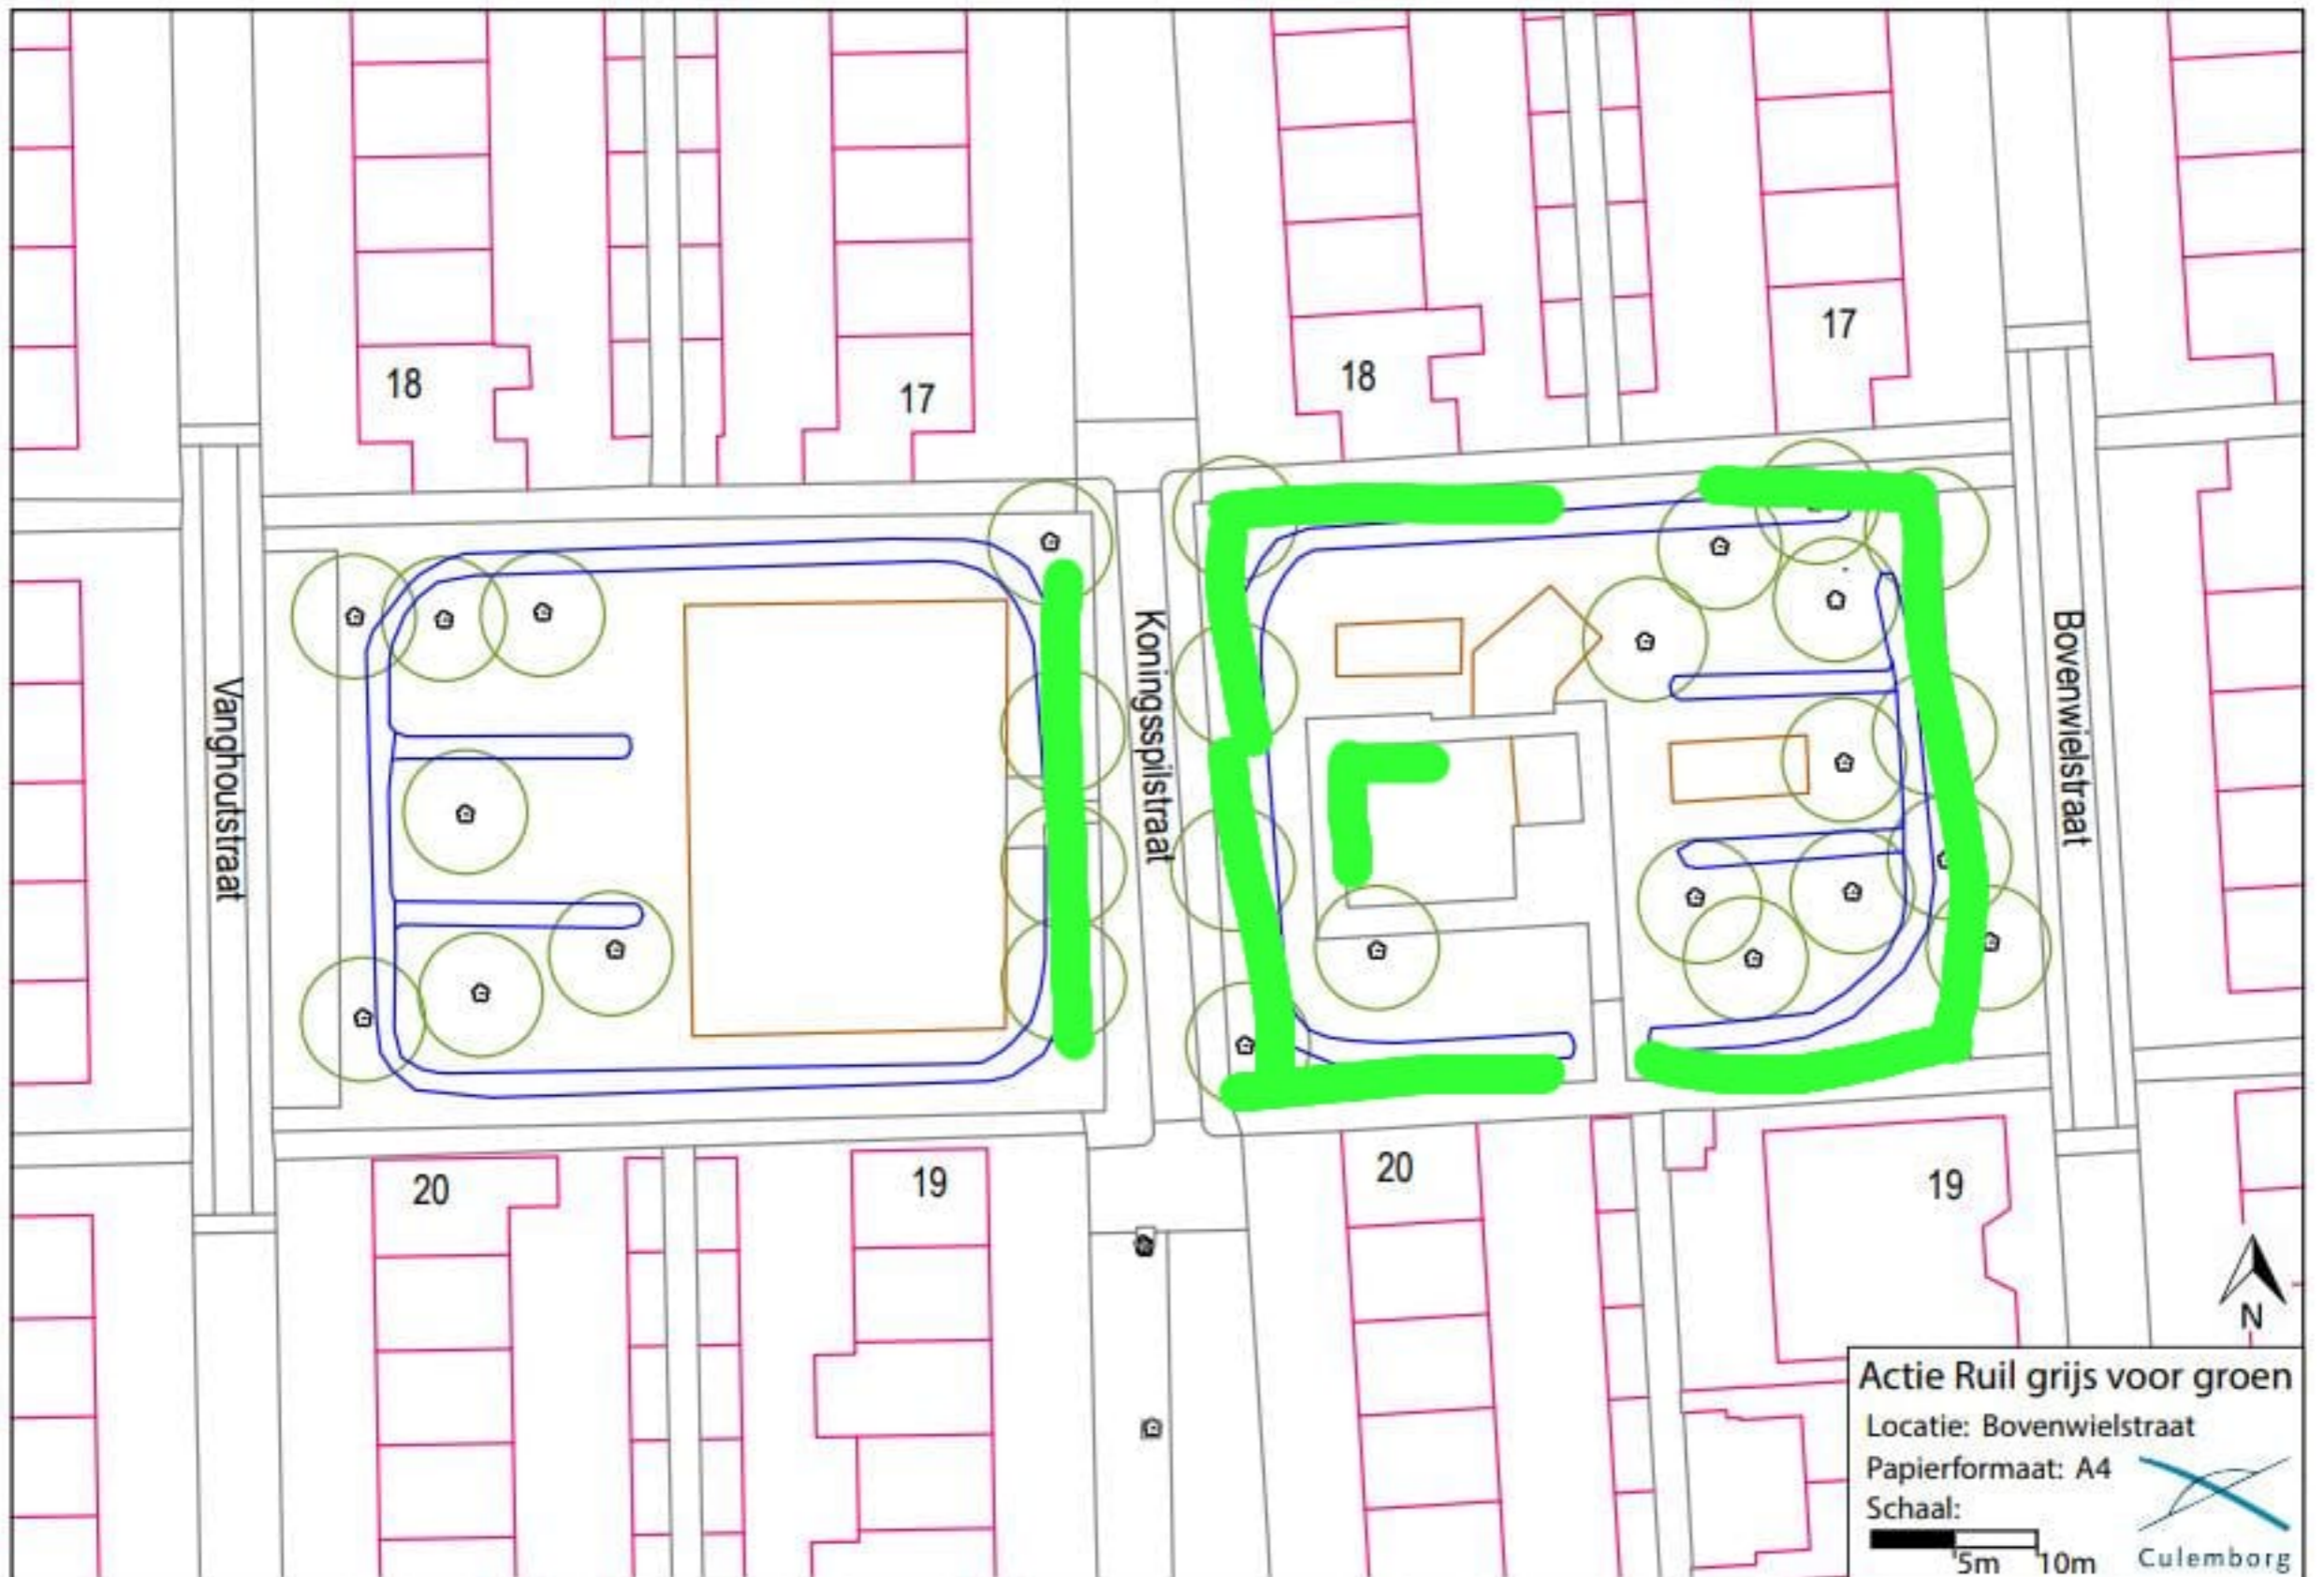 18
17
18
17
Vanghoutstraat
Koningsspilstraat
Bovenwielstraat
20
19
20
19
N
Actie Ruil grijs voor groen
Locatie: Bovenwielstraat
Papierformaat: A4
Schaal:
5m 10m
Culemborg